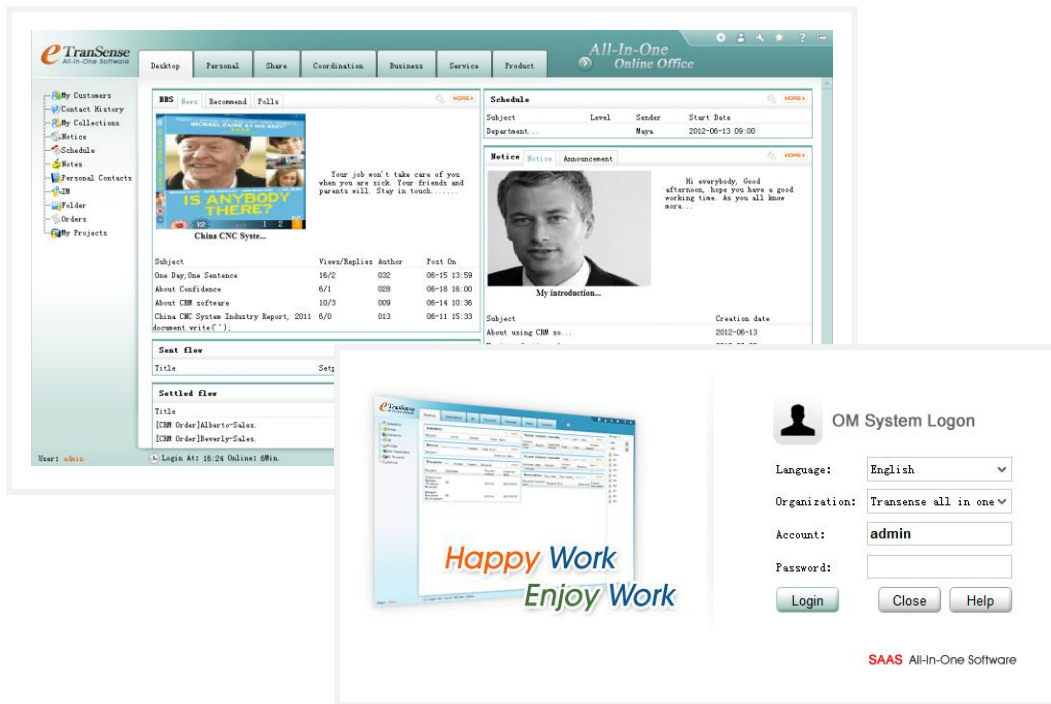 eTranSense
All-In-One Software
Desktop Personal Share Coordination Business Service Product
All-In-One
Online Office
My Customers
Contact History
My Collections
Notice
Schedule
Notes
Personal Contacts
IM
Folder
Orders
My Projects
BBS News Recommend Polls MORE
MICHAEL CAINE AT HIS BEST
IS ANYBODY
THERE?
12 1 2 3
China CNC Syste...
Your job won't take care of you
when you are sick. Your friends and
parents will. Stay in touch......
Subject Views/Replies Author Post On
One Day,One Sentence 16/2 032 06-15 13:59
About Confidence 6/1 028 06-18 16:00
About CRM software 10/3 009 06-14 10:36
China CNC System Industry Report, 2011 6/0 013 06-11 15:33
document.write('');
Sent flow
Title
Settled flow
Title
[CRM Order]Alberto-Sales.
[CRM Order]Beverly-Sales.
Schedule MORE
Subject Level Sender Start Date
Department... Maya 2012-06-13 09:00
Notice Notice Announcement MORE
Hi everybody, Good
afternoon, hope you have a good
working time. As you all know
more...
My introduction...
Subject Creation date
About using CRM so... 2012-06-13
User: admin
Login At: 16:24 Online: 6Min.
eTranSense
Happy Work
Enjoy Work
OM System Logon
Language: English
Organization: Transense all in one
Account: admin
Password:
Login Close Help
SAAS All-In-One Software